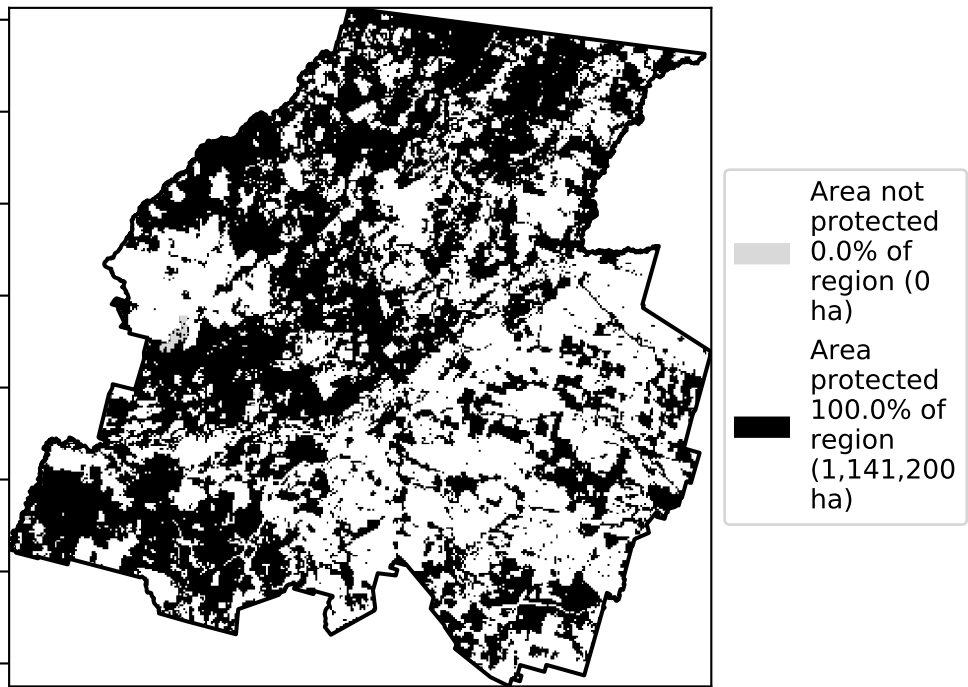 Area not
protected
0.0% of
region (0
ha)
Area
protected
100.0% of
region
(1,141,200
ha)